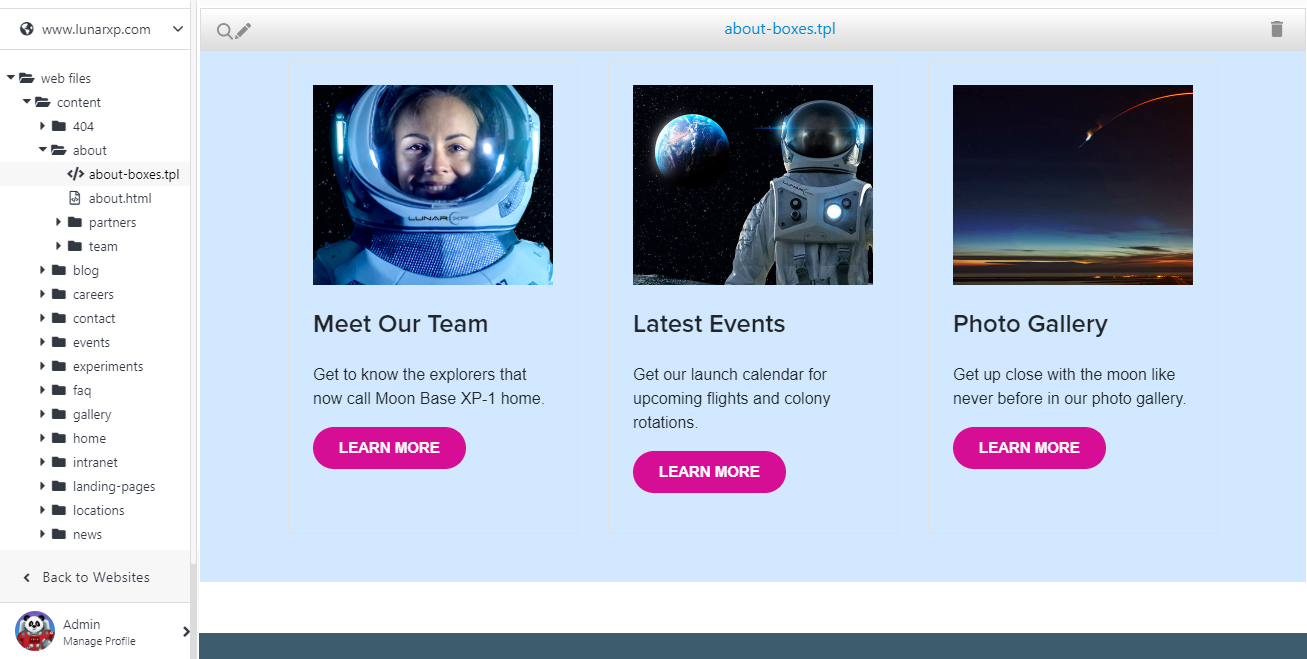 www.lunarxp.com
about-boxes.tpl
web files
content
404
about
about-boxes.tpl
about.html
partners
team
blog
careers
contact
events
experiments
faq
gallery
home
intranet
landing-pages
locations
news
Back to Websites
Admin
Manage Profile
LUNAR XP
Meet Our Team
Get to know the explorers that
now call Moon Base XP-1 home.
LEARN MORE
LUNAR XP
Latest Events
Get our launch calendar for
upcoming flights and colony
rotations.
LEARN MORE
Photo Gallery
Get up close with the moon like
never before in our photo gallery.
LEARN MORE